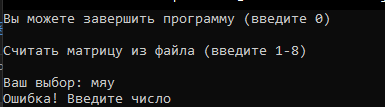 Вы можете завершить программу (введите 0)
Считать матрицу из файла (введите 1-8)
Ваш выбор: мяу
Ошибка! Введите число